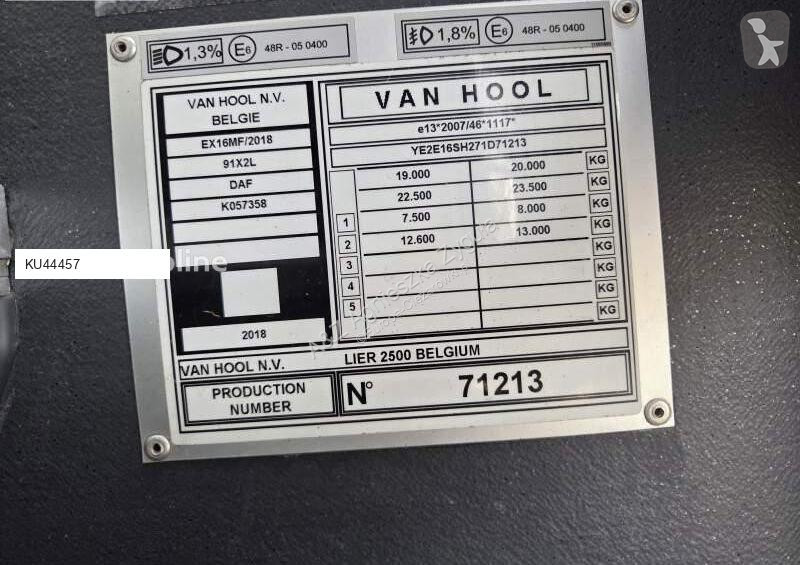 1,3% E6 48R - 05 0400
1,8% E6 48R - 05 0400
VAN HOOL N.V.
BELGIE
EX16MF/2018
91X2L
DAF
K057358
2018
VAN HOOL
e13*2007/46*1117*
YE2E16SH271D71213
19.000 20.000 KG
22.500 23.500 KG
1 7.500 8.000 KG
2 12.600 13.000 KG
3 KG
4 KG
5 KG
KG
VAN HOOL N.V. LIER 2500 BELGIUM
PRODUCTION
NUMBER
N° 71213
KU44457
oline